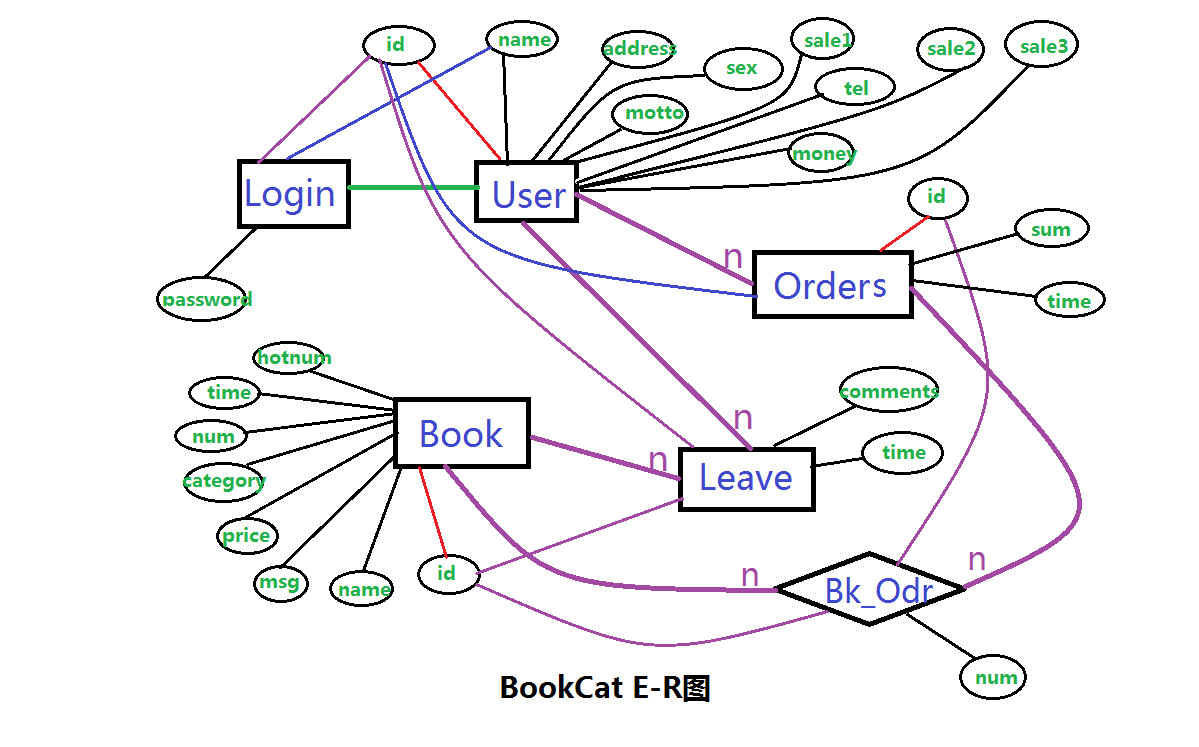 id
name
address
sale1
sale2
sale3
sex
tel
motto
money
Login
User
id
sum
n
Orders
time
password
hotnum
time
comments
num
Book
n
category
n
Leave
time
price
msg
name
id
n
n
Bk_Odr
num
BookCat E-R图